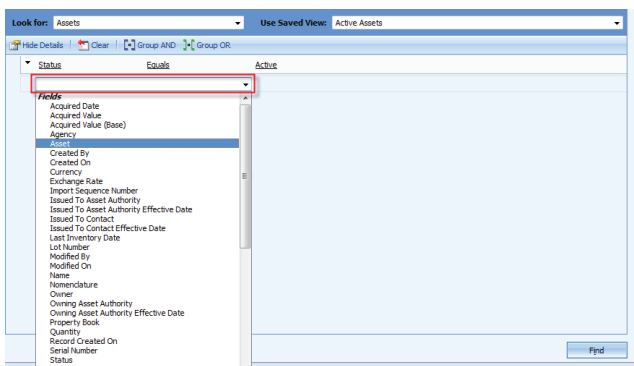 Look for: Assets Use Saved View: Active Assets
Hide Details Clear Group AND Group OR
Status Equals Active
Fields
Acquired Date
Acquired Value
Acquired Value (Base)
Agency
Asset
Created By
Created On
Currency
Exchange Rate
Import Sequence Number
Issued To Asset Authority
Issued To Asset Authority Effective Date
Issued To Contact
Issued To Contact Effective Date
Last Inventory Date
Lot Number
Modified By
Modified On
Name
Nomenclature
Owner
Owning Asset Authority
Owning Asset Authority Effective Date
Property Book
Quantity
Record Created On
Serial Number
Status
Find